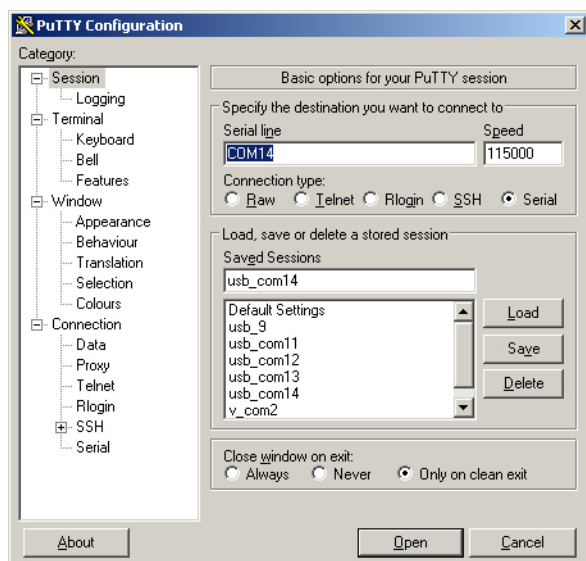 PuTTY Configuration
Category:
Session
Logging
Terminal
Keyboard
Bell
Features
Window
Appearance
Behaviour
Translation
Selection
Colours
Connection
Data
Proxy
Telnet
Rlogin
SSH
Serial
Basic options for your PuTTY session
Specify the destination you want to connect to
Serial line Speed
COM14 115000
Connection type:
Raw Telnet Rlogin SSH Serial
Load, save or delete a stored session
Saved Sessions
usb_com14
Default Settings
usb_9
usb_com11
usb_com12
usb_com13
usb_com14
v_com2
Load
Save
Delete
Close window on exit:
Always Never Only on clean exit
About Open Cancel